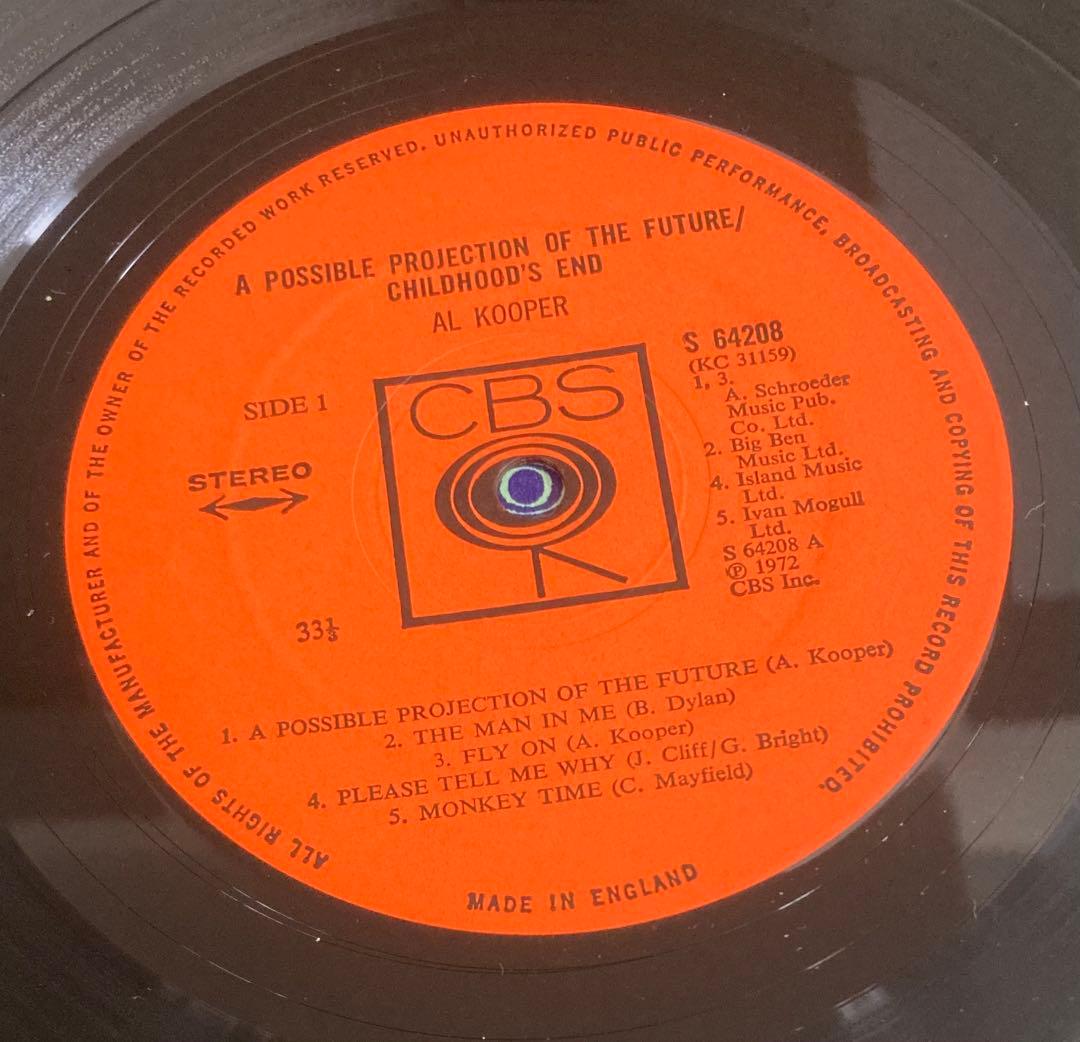 ALL RIGHTS OF THE MANUFACTURER AND OF THE OWNER OF THE RECORDED WORK RESERVED. UNAUTHORIZED PUBLIC PERFORMANCE, BROADCASTING AND COPYING OF THIS RECORD PROHIBITED.
A POSSIBLE PROJECTION OF THE FUTURE/
CHILDHOOD'S END
AL KOOPER
SIDE 1
STEREO
33⅓
CBS
S 64208
(KC 31159)
1, 3.
A. Schroeder
Music Pub.
Co. Ltd.
2. Big Ben
Music Ltd.
4. Island Music
Ltd.
5. Ivan Mogull
Ltd.
S 64208 A
℗ 1972
CBS Inc.
1. A POSSIBLE PROJECTION OF THE FUTURE (A. Kooper)
2. THE MAN IN ME (B. Dylan)
3. FLY ON (A. Kooper)
4. PLEASE TELL ME WHY (J. Cliff/G. Bright)
5. MONKEY TIME (C. Mayfield)
MADE IN ENGLAND